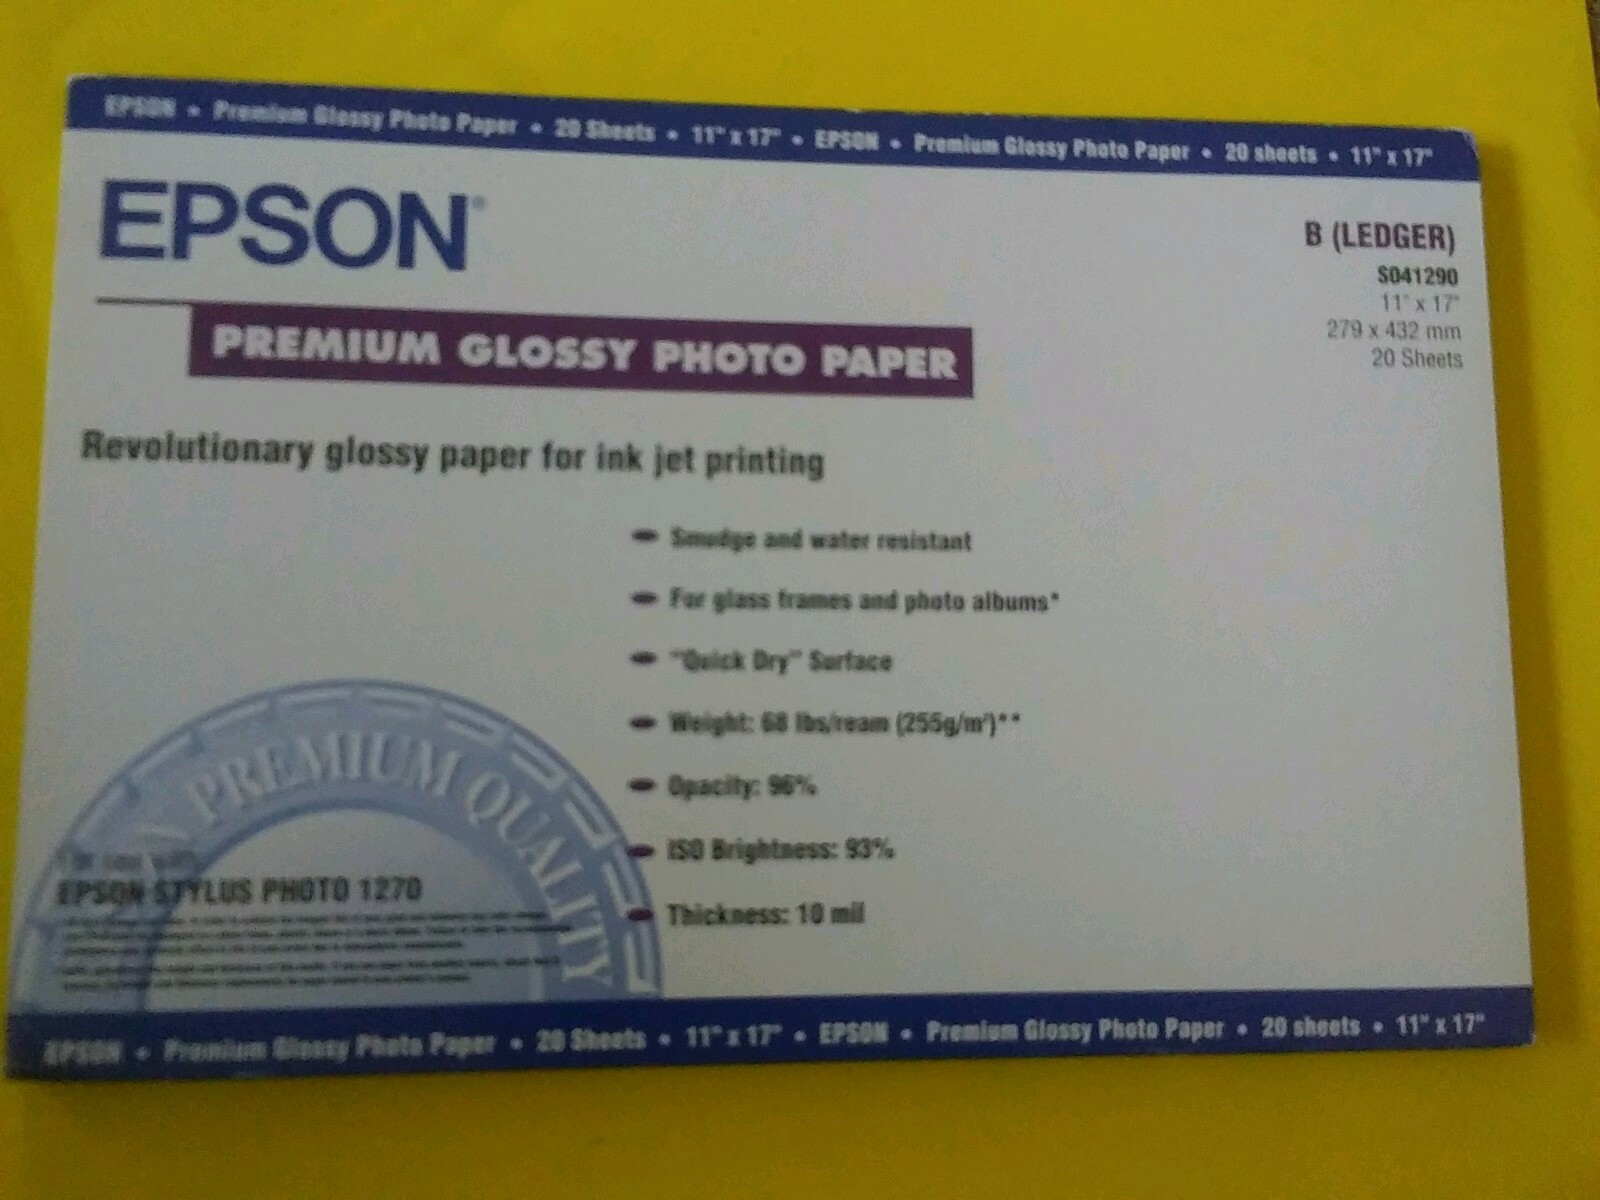 EPSON • Premium Glossy Photo Paper • 20 Sheets • 11" x 17" • EPSON • Premium Glossy Photo Paper • 20 sheets • 11" x 17"
EPSON®
PREMIUM GLOSSY PHOTO PAPER
B (LEDGER)
S041290
11" x 17"
279 x 432 mm
20 Sheets
Revolutionary glossy paper for ink jet printing
Smudge and water resistant
For glass frames and photo albums*
"Quick Dry" Surface
Weight: 68 lbs/ream (255g/m²)**
Opacity: 96%
ISO Brightness: 93%
Thickness: 10 mil
PREMIUM QUALITY
For use with
EPSON STYLUS PHOTO 1270
EPSON • Premium Glossy Photo Paper • 20 Sheets • 11" x 17" • EPSON • Premium Glossy Photo Paper • 20 sheets • 11" x 17"